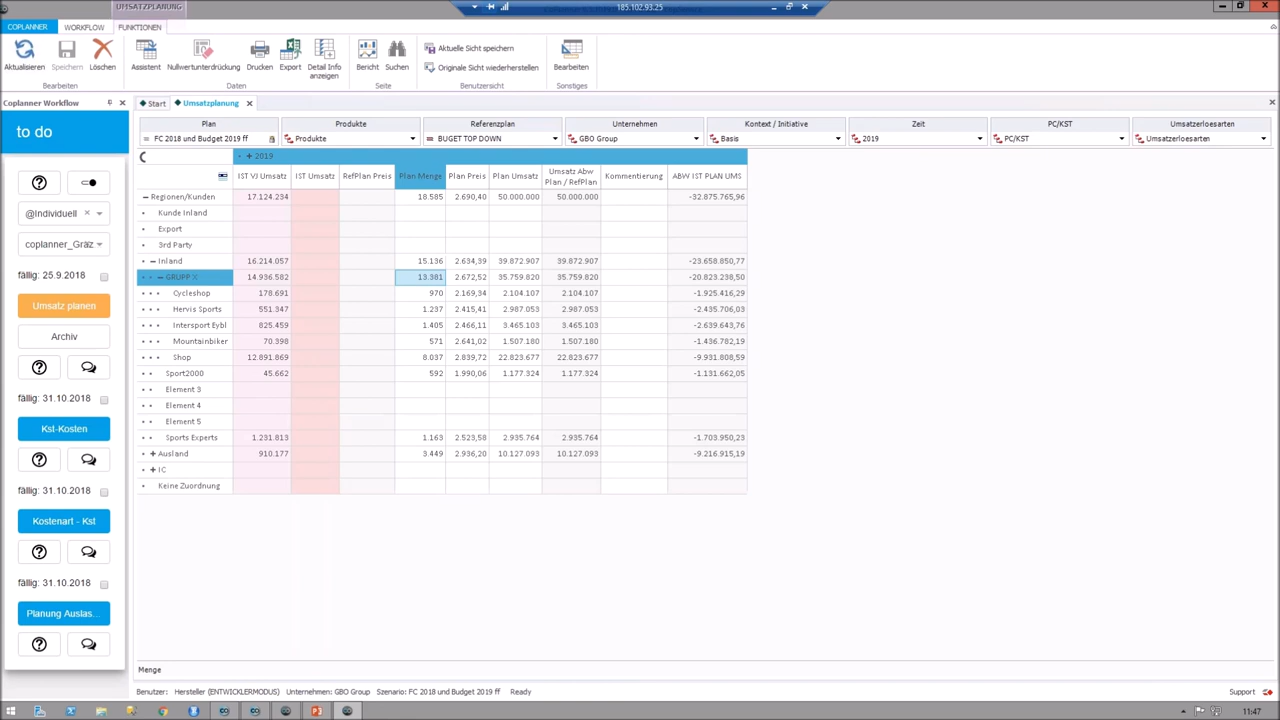 UMSATZPLANUNG
185.102.93.25
COPLANNER WORKFLOW FUNKTIONEN
Aktualisieren Speichern Löschen Assistent Nullwertunterdrückung Drucken Export Detail Info anzeigen Bericht Suchen Aktuelle Sicht speichern Originale Sicht wiederherstellen Bearbeiten
Bearbeiten Daten Seite Benutzersicht Sonstiges
Coplanner Workflow
Start Umsatzplanung
to do
Plan Produkte Referenzplan Unternehmen Kontext / Initiative Zeit PC/KST Umsatzerloesarten
FC 2018 und Budget 2019 ff Produkte BUGET TOP DOWN GBO Group Basis 2019 PC/KST Umsatzerloesarten
@Individuell
coplanner_Graz
fällig: 25.9.2018
Umsatz planen
Archiv
fällig: 31.10.2018
Kst-Kosten
fällig: 31.10.2018
Kostenart - Kst
fällig: 31.10.2018
Planung Auslas...
2019
IST VJ Umsatz IST Umsatz RefPlan Preis Plan Menge Plan Preis Plan Umsatz Umsatz Abw Plan / RefPlan Kommentierung ABW IST PLAN UMS
Regionen/Kunden 17.124.234 18.585 2.690,40 50.000.000 50.000.000 -32.875.765,96
Kunde Inland
Export
3rd Party
Inland 16.214.057 15.136 2.634,39 39.872.907 39.872.907 -23.658.850,77
GRUPP X 14.936.582 13.381 2.672,52 35.759.820 35.759.820 -20.823.238,50
Cycleshop 178.691 970 2.169,34 2.104.107 2.104.107 -1.925.416,29
Hervis Sports 551.347 1.237 2.415,41 2.987.053 2.987.053 -2.435.706,03
Intersport Eybl 825.459 1.405 2.466,11 3.465.103 3.465.103 -2.639.643,76
Mountainbiker 70.398 571 2.641,02 1.507.180 1.507.180 -1.436.782,19
Shop 12.891.869 8.037 2.839,72 22.823.677 22.823.677 -9.931.808,59
Sport2000 45.662 592 1.990,06 1.177.324 1.177.324 -1.131.662,05
Element 3
Element 4
Element 5
Sports Experts 1.231.813 1.163 2.523,58 2.935.764 2.935.764 -1.703.950,23
Ausland 910.177 3.449 2.936,20 10.127.093 10.127.093 -9.216.915,19
IC
Keine Zuordnung
Menge
Benutzer: Hersteller (ENTWICKLERMODUS) Unternehmen: GBO Group Szenario: FC 2018 und Budget 2019 ff Ready Support
11:47